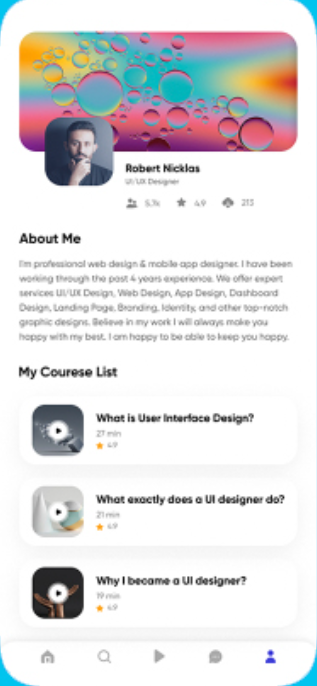 Robert Nicklas
UI/UX Designer
5.7k 4.9 213
About Me
I'm professional web design & mobile app designer. I have been
working through the past 4 years experience. We offer expert
services UI/UX Design, Web Design, App Design, Dashboard
Design, Landing Page, Branding, Identity, and other top-notch
graphic designs. Believe in my work I will always make you
happy with my best. I am happy to be able to keep you happy.
My Courese List
What is User Interface Design?
27 min
4.9
What exactly does a UI designer do?
21 min
4.9
Why I became a UI designer?
19 min
4.9